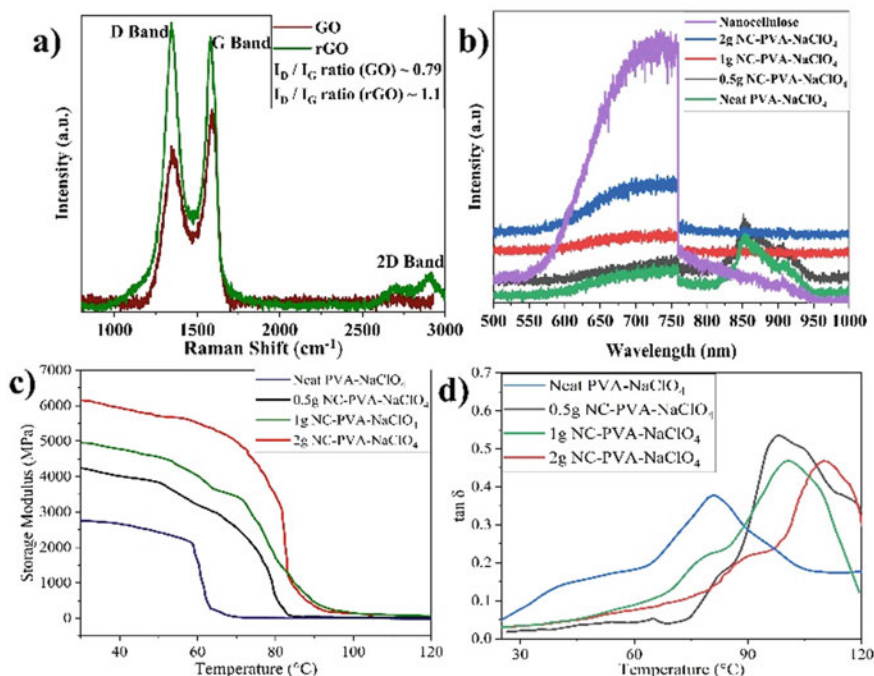 a)
D Band
G Band
GO
rGO
I_D / I_G ratio (GO) ~ 0.79
I_D / I_G ratio (rGO) ~ 1.1
2D Band
Intensity (a.u.)
1000 1500 2000 2500 3000
Raman Shift (cm⁻¹)
b)
Nanocellulose
2g NC-PVA-NaClO₄
1g NC-PVA-NaClO₄
0.5g NC-PVA-NaClO₄
Neat PVA-NaClO₄
Intensity (a.u)
500 550 600 650 700 750 800 850 900 950 1000
Wavelength (nm)
c)
Neat PVA-NaClO₄
0.5g NC-PVA-NaClO₄
1g NC-PVA-NaClO₄
2g NC-PVA-NaClO₄
Storage Modulus (MPa)
7000
6000
5000
4000
3000
2000
1000
0
40 60 80 100 120
Temperature (°C)
d)
Neat PVA-NaClO₄
0.5g NC-PVA-NaClO₄
1g NC-PVA-NaClO₄
2g NC-PVA-NaClO₄
tan δ
0.7
0.6
0.5
0.4
0.3
0.2
0.1
0.0
30 60 90 120
Temperature (°C)